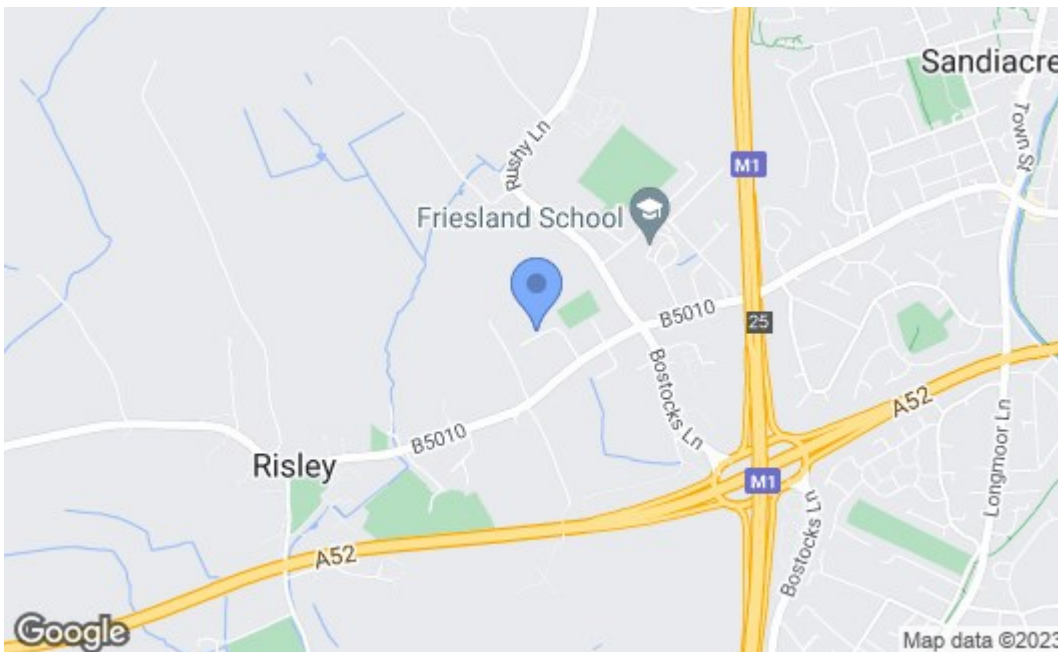 Sandiacre
Town St
Rushy Ln
M1
Friesland School
B5010
25
Bostocks Ln
A52
B5010
Risley
M1
Longmoor Ln
Bostocks Ln
A52
Google
Map data ©2023